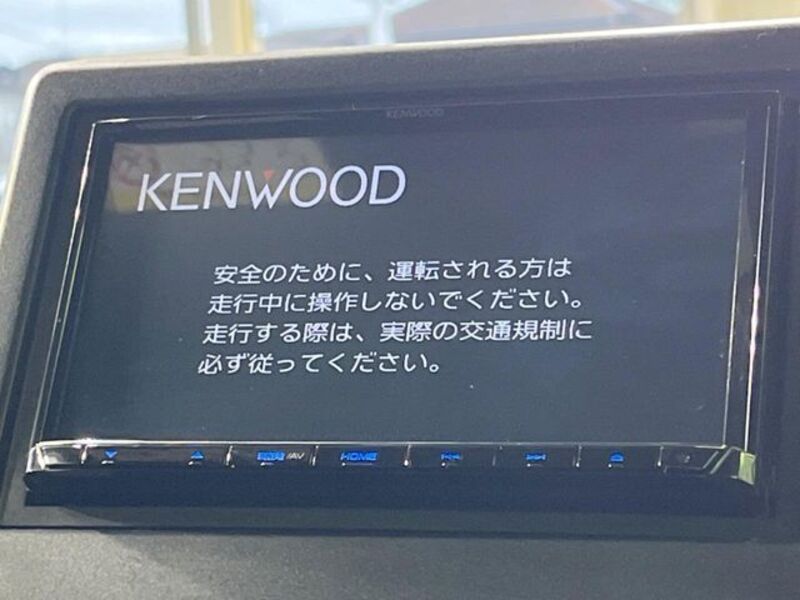 KENWOOD
KENWOOD
安全のために、運転される方は
走行中に操作しないでください。
走行する際は、実際の交通規制に
必ず従ってください。
/AV HOME